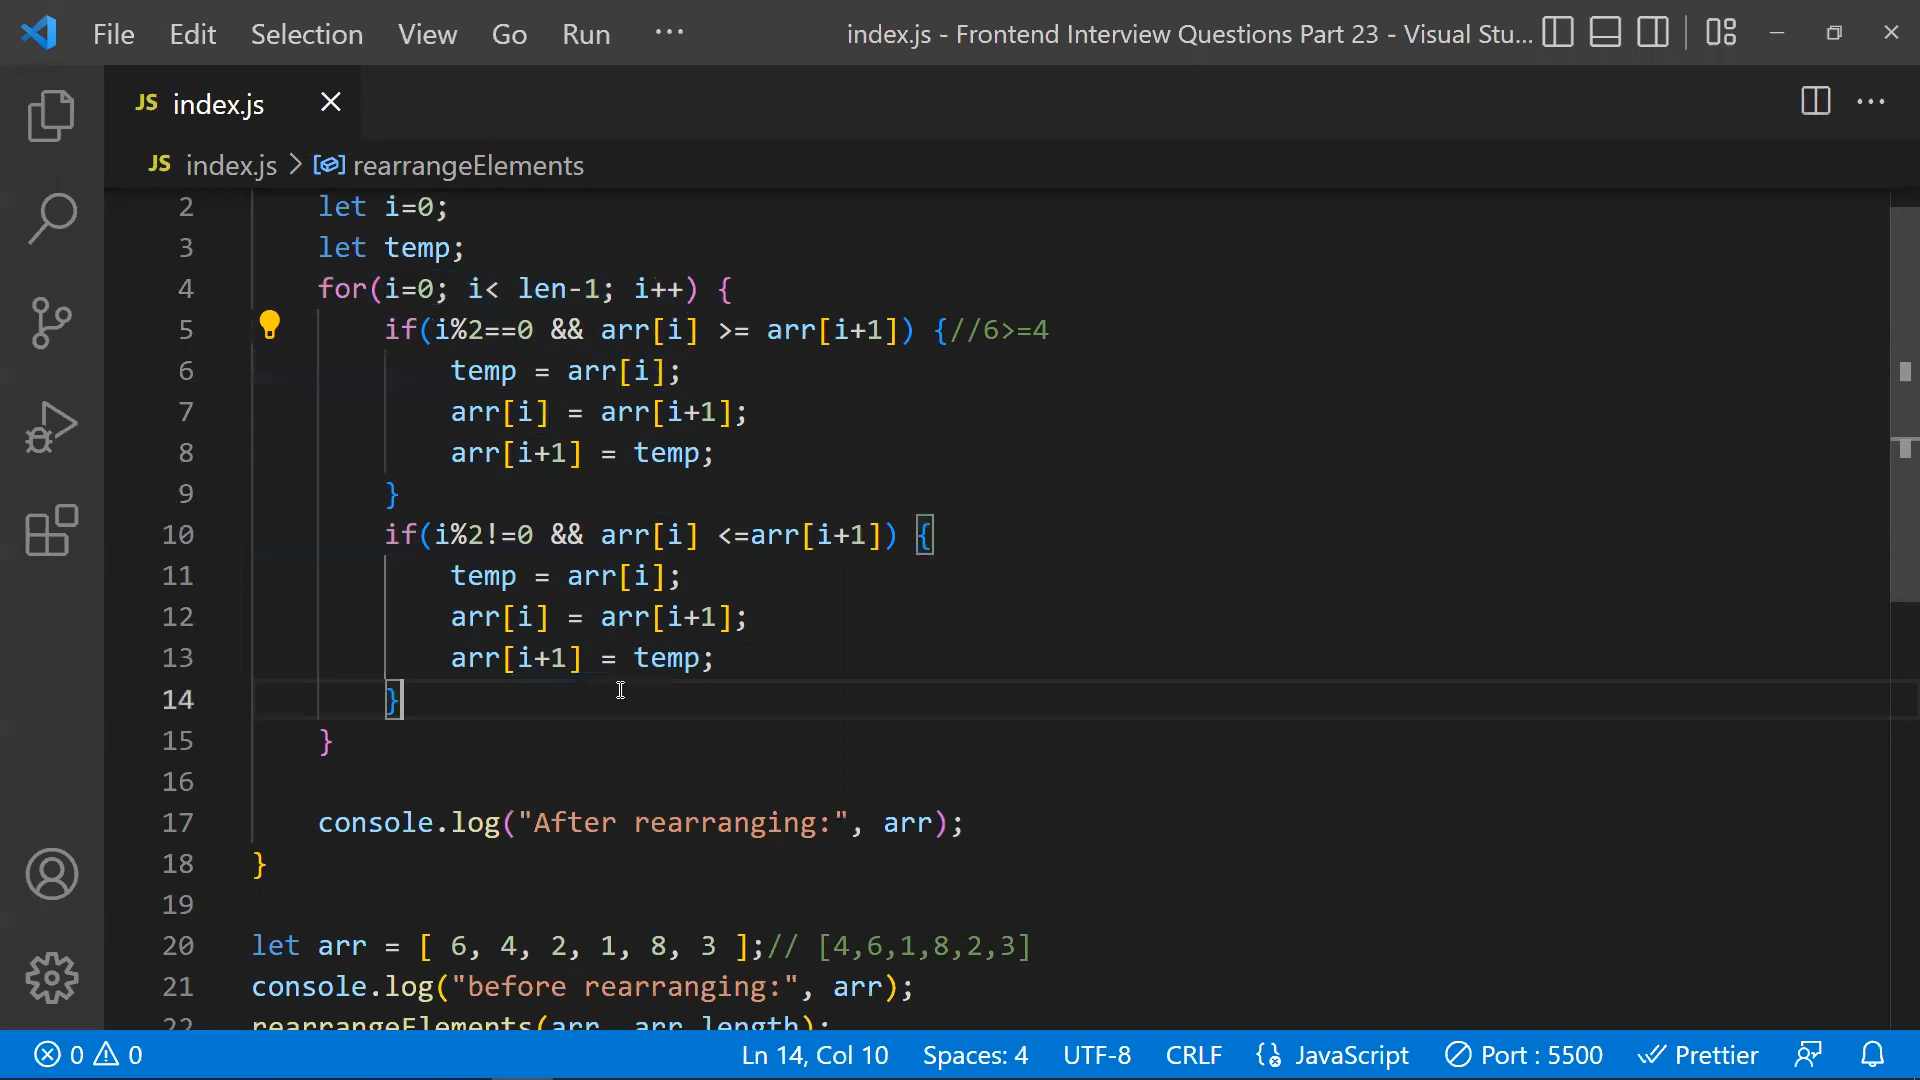 File Edit Selection View Go Run ··· index.js - Frontend Interview Questions Part 23 - Visual Stu...
JS index.js
JS index.js > rearrangeElements
2 let i=0;
3 let temp;
4 for(i=0; i< len-1; i++) {
5 if(i%2==0 && arr[i] >= arr[i+1]) {//6>=4
6 temp = arr[i];
7 arr[i] = arr[i+1];
8 arr[i+1] = temp;
9 }
10 if(i%2!=0 && arr[i] <=arr[i+1]) {
11 temp = arr[i];
12 arr[i] = arr[i+1];
13 arr[i+1] = temp;
14 }
15 }
16
17 console.log("After rearranging:", arr);
18 }
19
20 let arr = [ 6, 4, 2, 1, 8, 3 ];// [4,6,1,8,2,3]
21 console.log("before rearranging:", arr);
22 rearrangeElements(arr, arr.length);
0 0 Ln 14, Col 10 Spaces: 4 UTF-8 CRLF JavaScript Port : 5500 Prettier